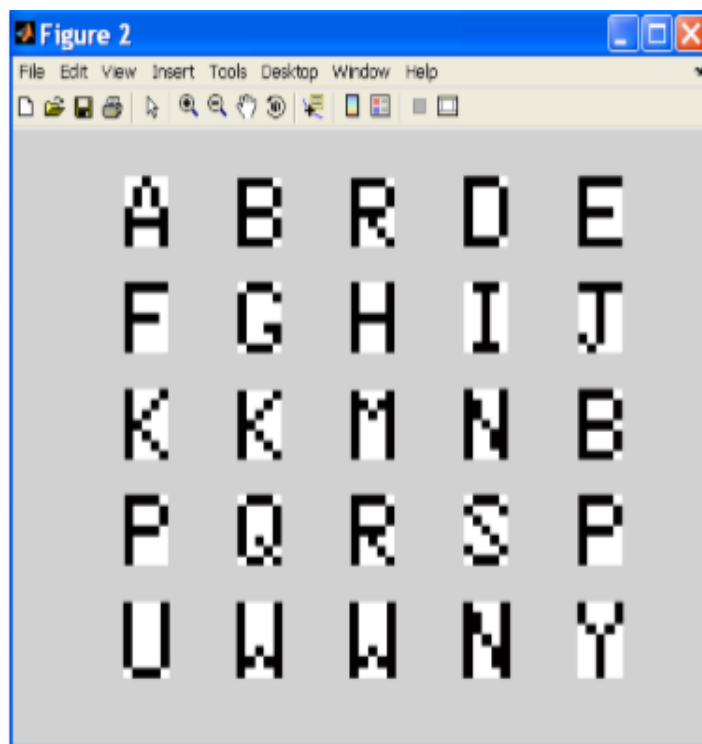 Figure 2
File Edit View Insert Tools Desktop Window Help
A B R D E
F G H I J
K K M N B
P Q R S P
U W W N Y